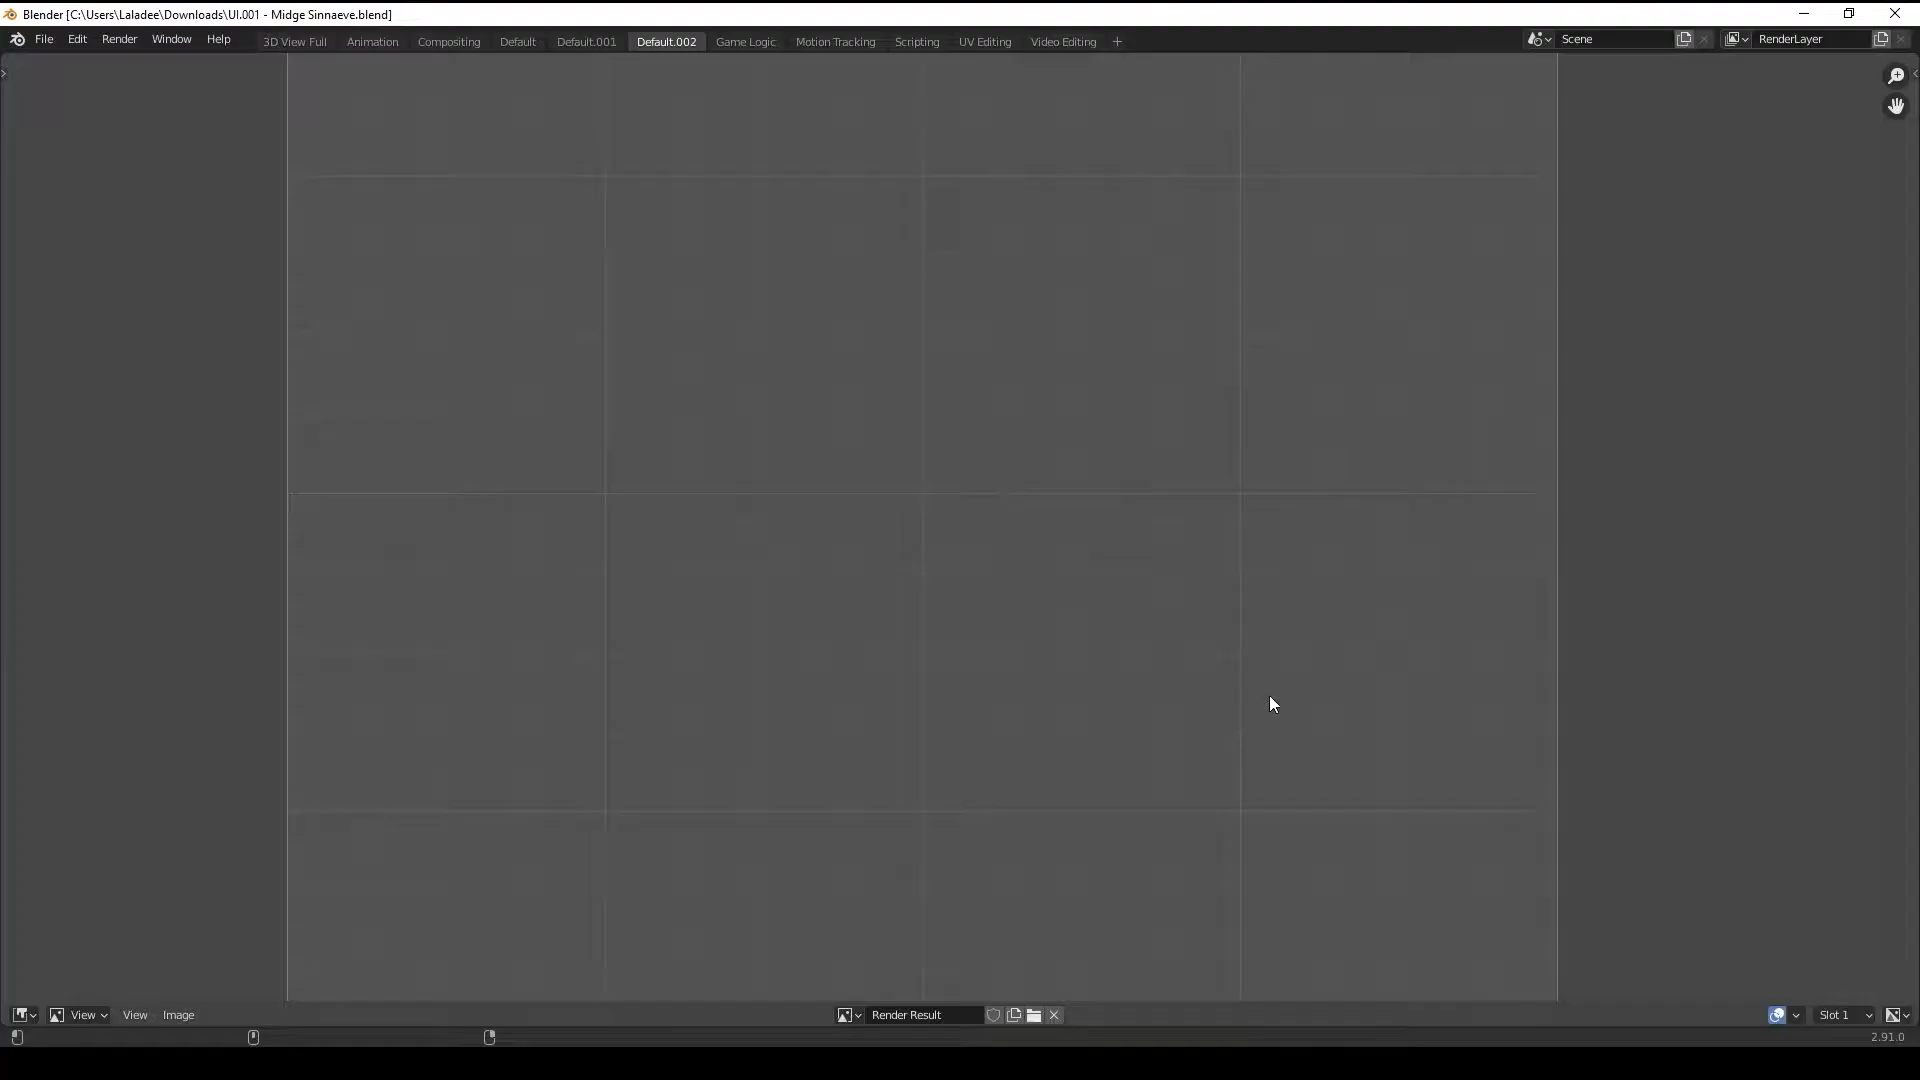 Blender [C:\Users\Laladee\Downloads\UI.001 - Midge Sinnaeve.blend]
File Edit Render Window Help 3D View Full Animation Compositing Default Default.001 Default.002 Game Logic Motion Tracking Scripting UV Editing Video Editing + Scene RenderLayer
View View Image Render Result Slot 1
2.91.0